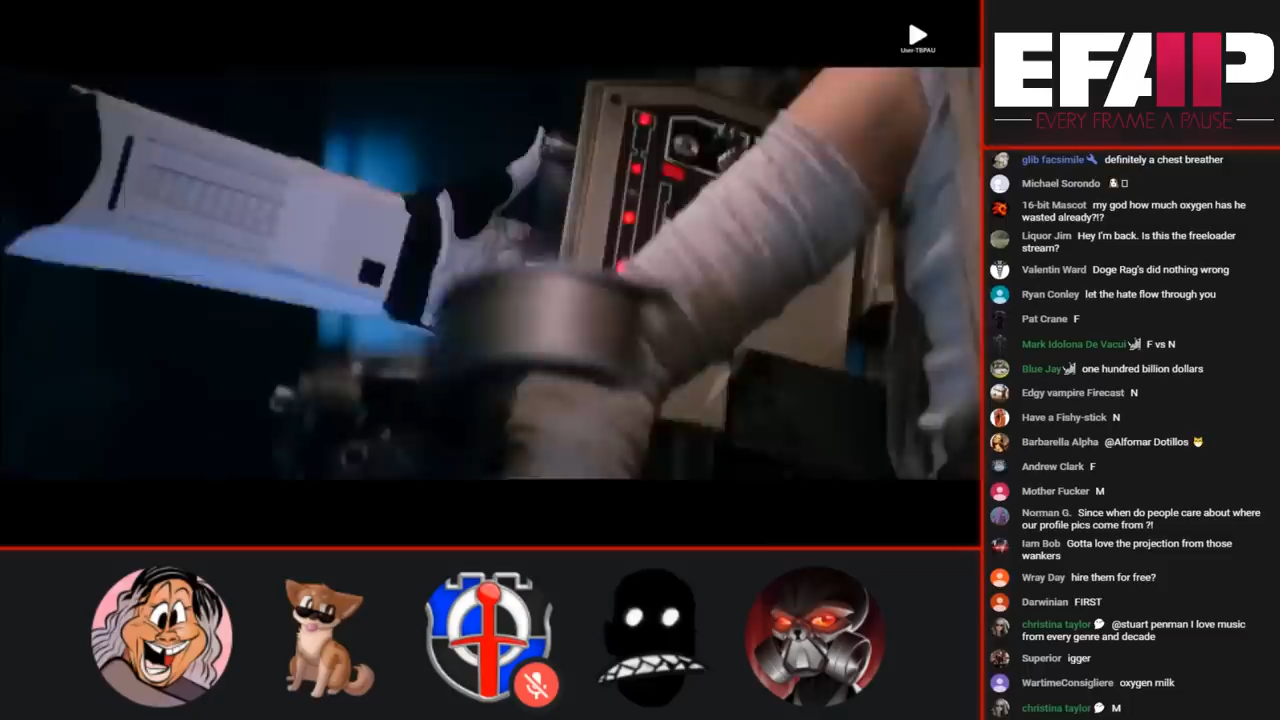 User-TBPAU
EFAP
EVERY FRAME A PAUSE
glib facsimile definitely a chest breather
Michael Sorondo
16-bit Mascot my god how much oxygen has he
wasted already?!?
Liquor Jim Hey I'm back. Is this the freeloader
stream?
Valentin Ward Doge Rag's did nothing wrong
Ryan Conley let the hate flow through you
Pat Crane F
Mark Idolona De Vacui F vs N
Blue Jay one hundred billion dollars
Edgy vampire Firecast N
Have a Fishy-stick N
Barbarella Alpha @Alfomar Dotillos
Andrew Clark F
Mother Fucker M
Norman G. Since when do people care about where
our profile pics come from ?!
Iam Bob Gotta love the projection from those
wankers
Wray Day hire them for free?
Darwinian FIRST
christina taylor @stuart penman I love music
from every genre and decade
Superior igger
WartimeConsigliere oxygen milk
christina taylor M